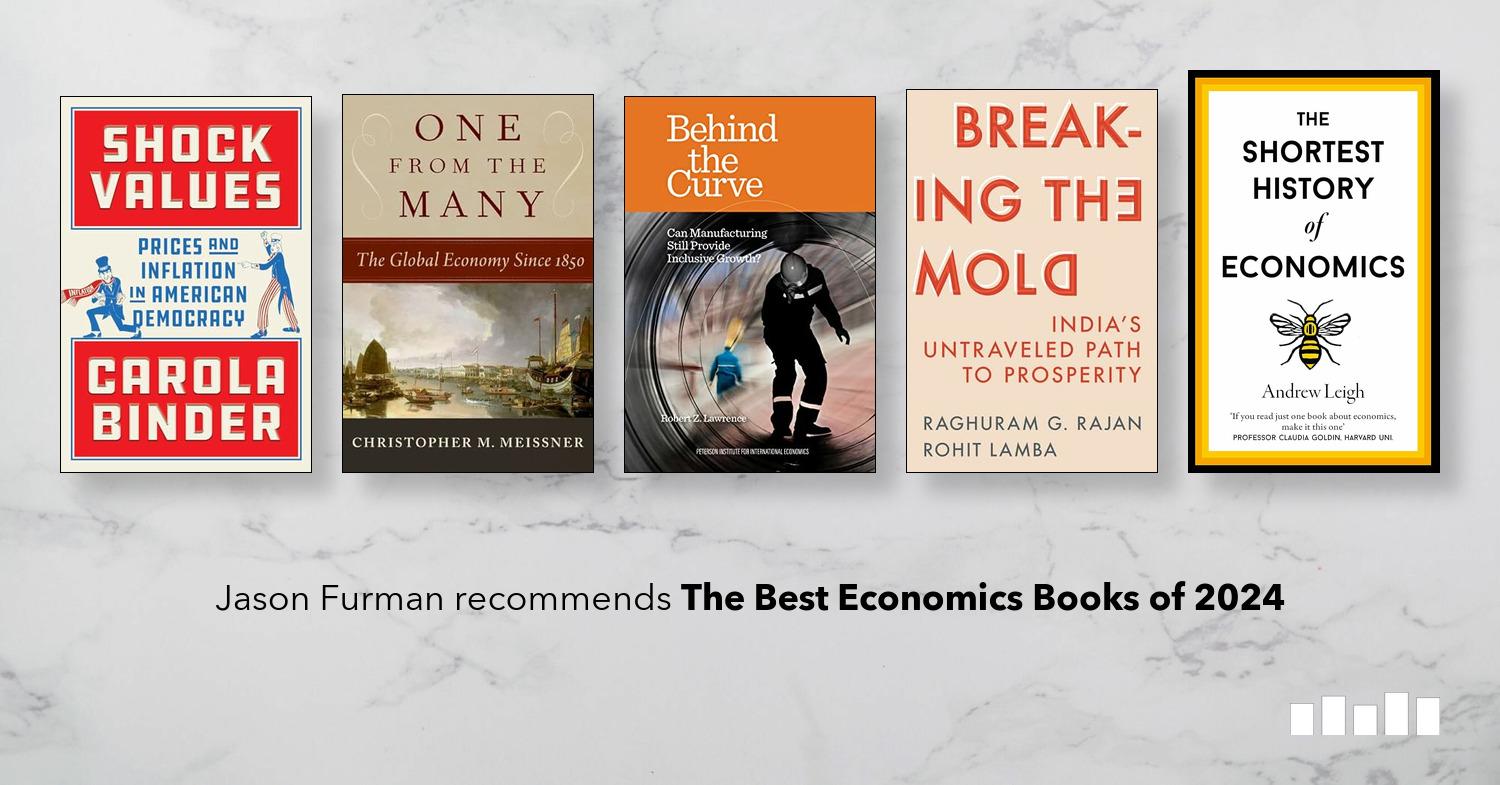 SHOCK
VALUES
PRICES AND
INFLATION
IN AMERICAN
DEMOCRACY
INFLATION
CAROLA
BINDER
ONE
FROM THE
MANY
The Global Economy Since 1850
CHRISTOPHER M. MEISSNER
Behind
the
Curve
Can Manufacturing
Still Provide
Inclusive Growth?
Robert Z. Lawrence
PETERSON INSTITUTE FOR INTERNATIONAL ECONOMICS
BREAK-
ING THE
MOLD
INDIA'S
UNTRAVELED PATH
TO PROSPERITY
RAGHURAM G. RAJAN
ROHIT LAMBA
THE
SHORTEST
HISTORY
of
ECONOMICS
Andrew Leigh
'If you read just one book about economics,
make it this one'
PROFESSOR CLAUDIA GOLDIN, HARVARD UNI.
Jason Furman recommends The Best Economics Books of 2024